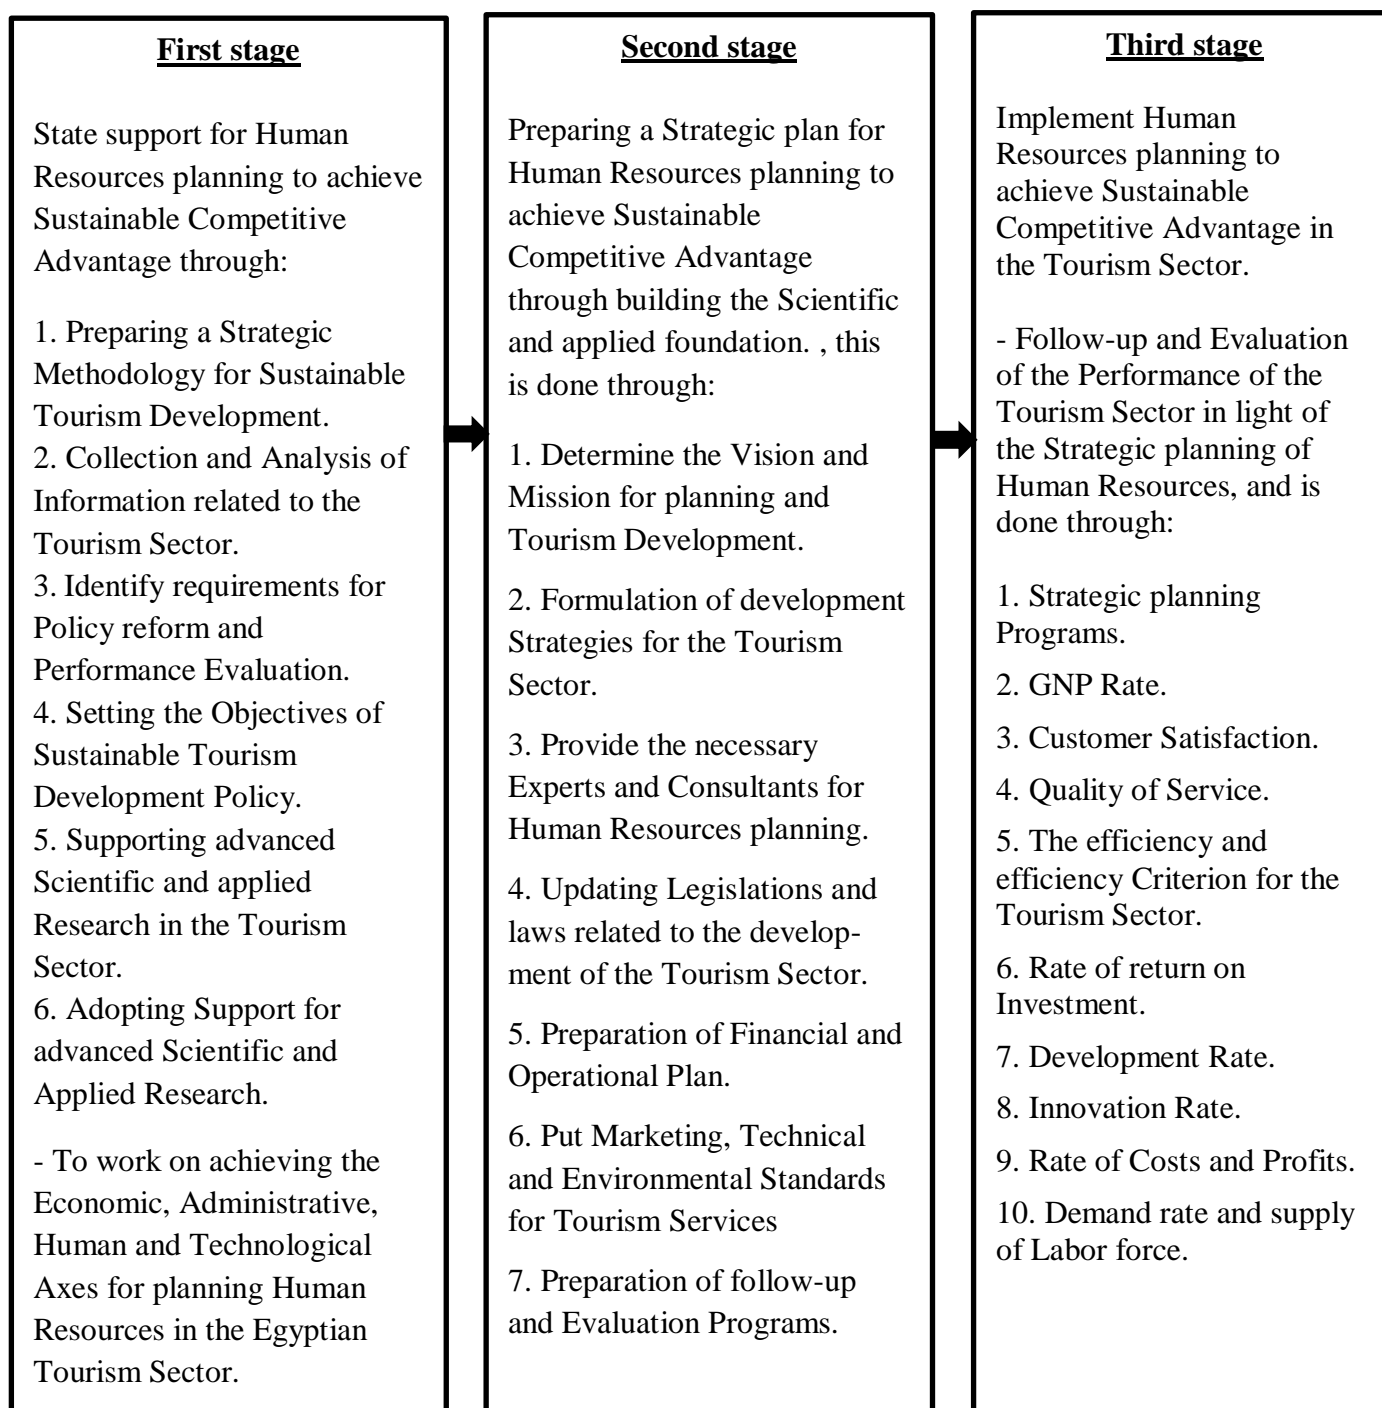 First stage
State support for Human
Resources planning to achieve
Sustainable Competitive
Advantage through:
1. Preparing a Strategic
Methodology for Sustainable
Tourism Development.
2. Collection and Analysis of
Information related to the
Tourism Sector.
3. Identify requirements for
Policy reform and
Performance Evaluation.
4. Setting the Objectives of
Sustainable Tourism
Development Policy.
5. Supporting advanced
Scientific and applied
Research in the Tourism
Sector.
6. Adopting Support for
advanced Scientific and
Applied Research.
- To work on achieving the
Economic, Administrative,
Human and Technological
Axes for planning Human
Resources in the Egyptian
Tourism Sector.
Second stage
Preparing a Strategic plan for
Human Resources planning to
achieve Sustainable
Competitive Advantage
through building the Scientific
and applied foundation. , this
is done through:
1. Determine the Vision and
Mission for planning and
Tourism Development.
2. Formulation of development
Strategies for the Tourism
Sector.
3. Provide the necessary
Experts and Consultants for
Human Resources planning.
4. Updating Legislations and
laws related to the develop-
ment of the Tourism Sector.
5. Preparation of Financial and
Operational Plan.
6. Put Marketing, Technical
and Environmental Standards
for Tourism Services
7. Preparation of follow-up
and Evaluation Programs.
Third stage
Implement Human
Resources planning to
achieve Sustainable
Competitive Advantage in
the Tourism Sector.
- Follow-up and Evaluation
of the Performance of the
Tourism Sector in light of
the Strategic planning of
Human Resources, and is
done through:
1. Strategic planning
Programs.
2. GNP Rate.
3. Customer Satisfaction.
4. Quality of Service.
5. The efficiency and
efficiency Criterion for the
Tourism Sector.
6. Rate of return on
Investment.
7. Development Rate.
8. Innovation Rate.
9. Rate of Costs and Profits.
10. Demand rate and supply
of Labor force.